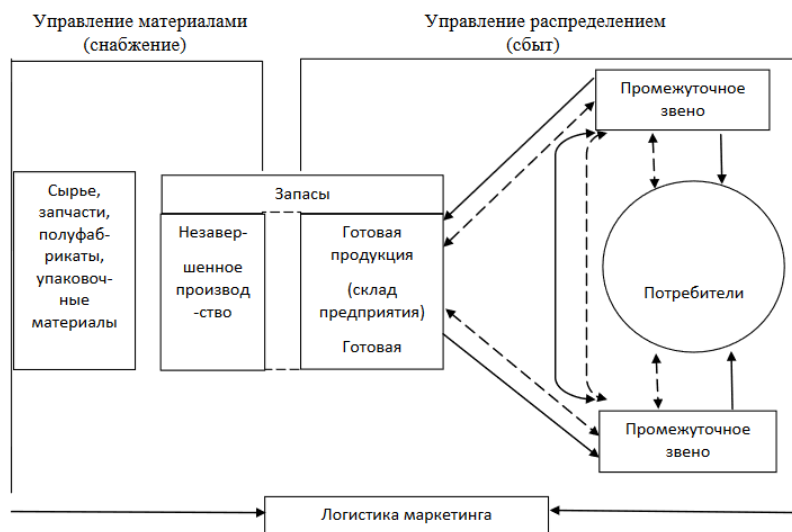 Управление материалами
(снабжение)
Управление распределением
(сбыт)
Промежуточное
звено
Сырье,
запчасти,
полуфаб-
рикаты,
упаковоч-
ные
материалы
Запасы
Незавер-
шенное
производ
-ство
Готовая
продукция
(склад
предприятия)
Готовая
Потребители
Промежуточное
звено
Логистика маркетинга